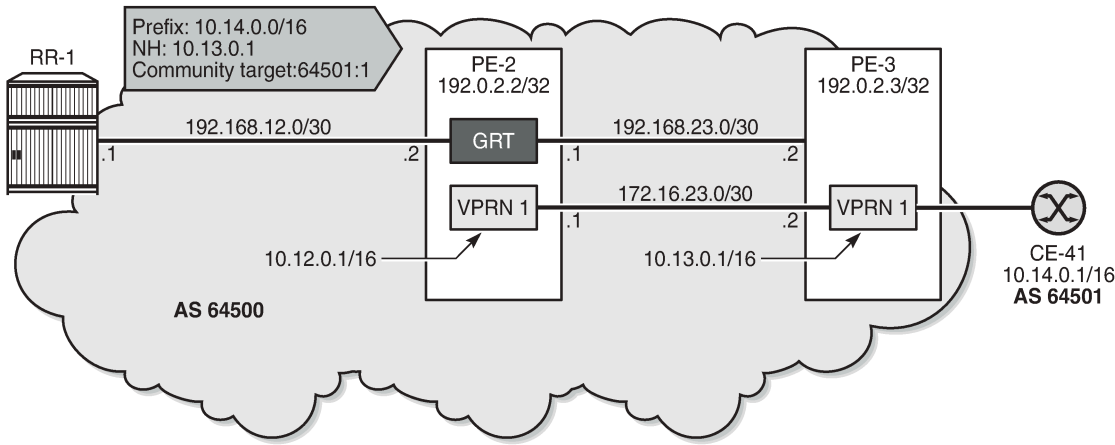 Prefix: 10.14.0.0/16
NH: 10.13.0.1
Community target:64501:1
RR-1
PE-2
192.0.2.2/32
PE-3
192.0.2.3/32
192.168.12.0/30
GRT
192.168.23.0/30
.1
.2
.1
.2
172.16.23.0/30
VPRN 1
VPRN 1
.1
.2
10.12.0.1/16
10.13.0.1/16
CE-41
10.14.0.1/16
AS 64501
AS 64500